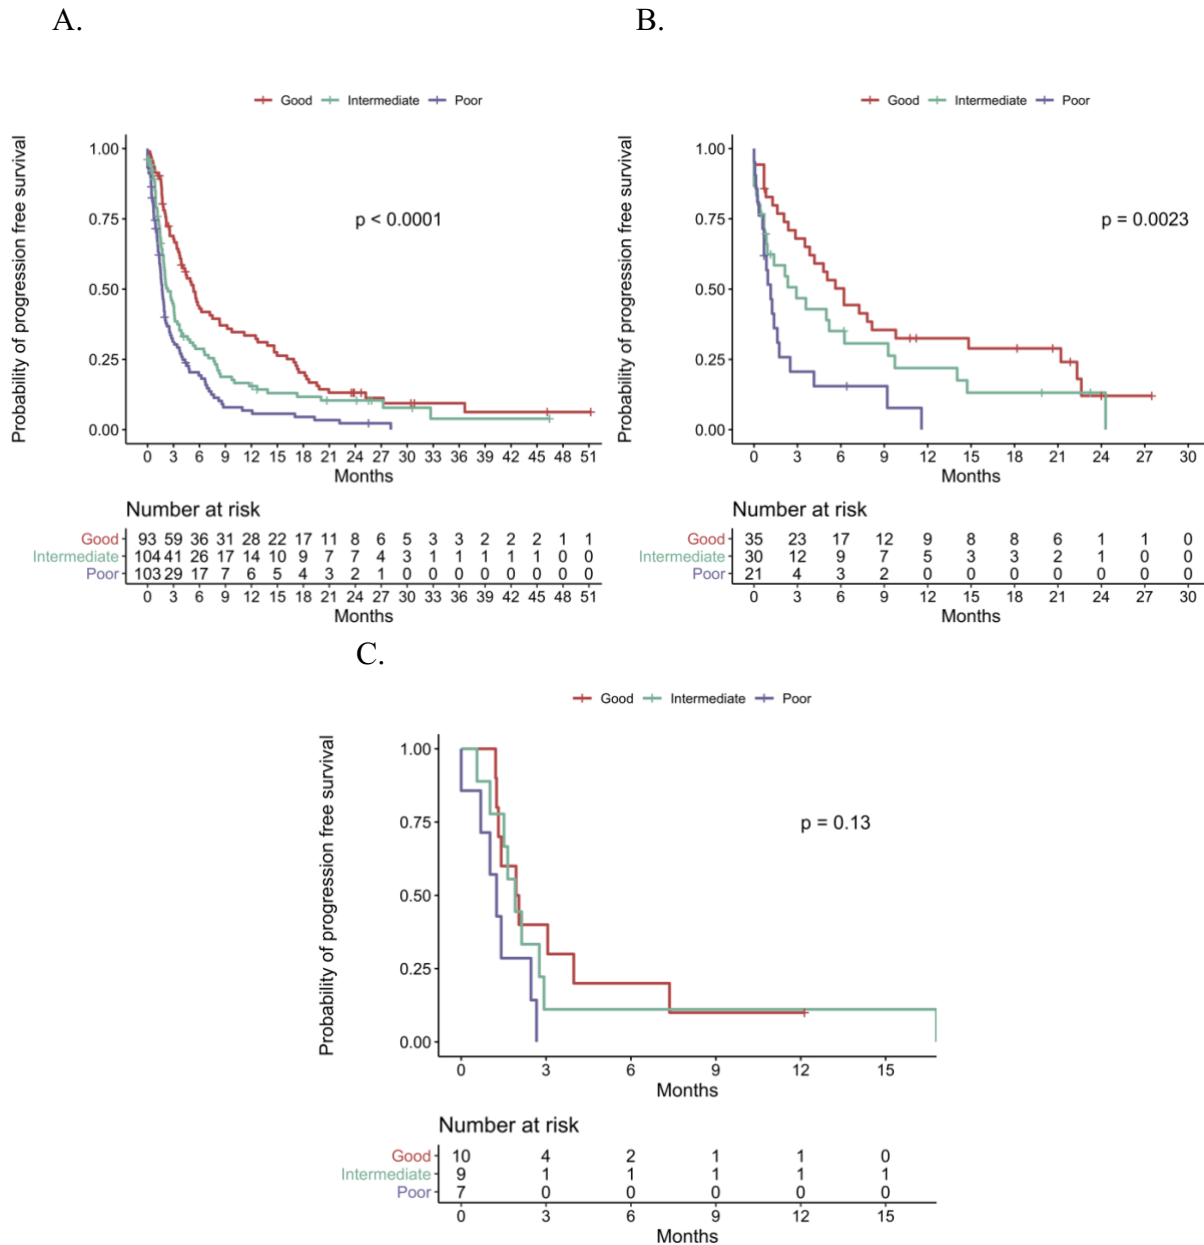 A.
Good Intermediate Poor
Probability of progression free survival
1.00
0.75
0.50
0.25
0.00
p < 0.0001
0 3 6 9 12 15 18 21 24 27 30 33 36 39 42 45 48 51
Months
Number at risk
Good 93 59 36 31 28 22 17 11 8 6 5 3 3 2 2 2 1 1
Intermediate 104 41 26 17 14 10 9 7 7 4 3 1 1 1 1 1 0 0
Poor 103 29 17 7 6 5 4 3 2 1 0 0 0 0 0 0 0 0
0 3 6 9 12 15 18 21 24 27 30 33 36 39 42 45 48 51
Months
B.
Good Intermediate Poor
Probability of progression free survival
1.00
0.75
0.50
0.25
0.00
p = 0.0023
0 3 6 9 12 15 18 21 24 27 30
Months
Number at risk
Good 35 23 17 12 9 8 8 6 1 1 0
Intermediate 30 12 9 7 5 3 3 2 1 0 0
Poor 21 4 3 2 0 0 0 0 0 0 0
0 3 6 9 12 15 18 21 24 27 30
Months
C.
Good Intermediate Poor
Probability of progression free survival
1.00
0.75
0.50
0.25
0.00
p = 0.13
0 3 6 9 12 15
Months
Number at risk
Good 10 4 2 1 1 0
Intermediate 9 1 1 1 1 1
Poor 7 0 0 0 0 0
0 3 6 9 12 15
Months